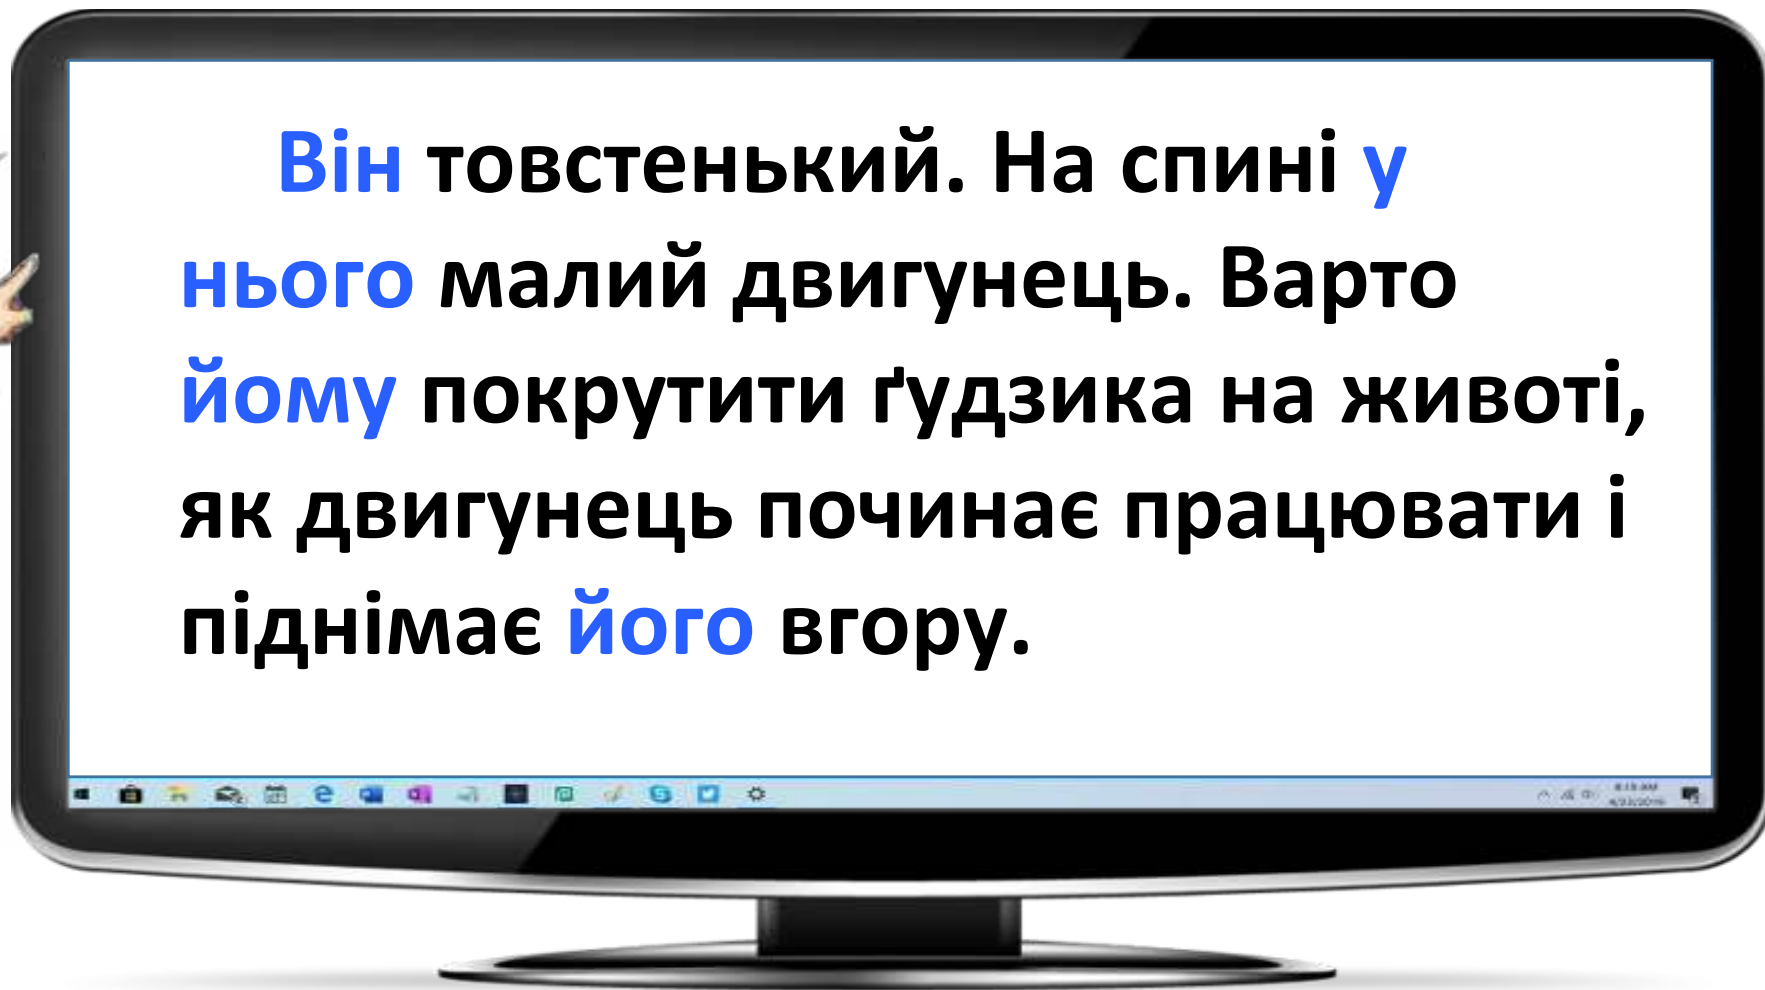 Він товстенький. На спині у
нього малий двигунець. Варто
йому покрутити ґудзика на животі,
як двигунець починає працювати і
піднімає його вгору.